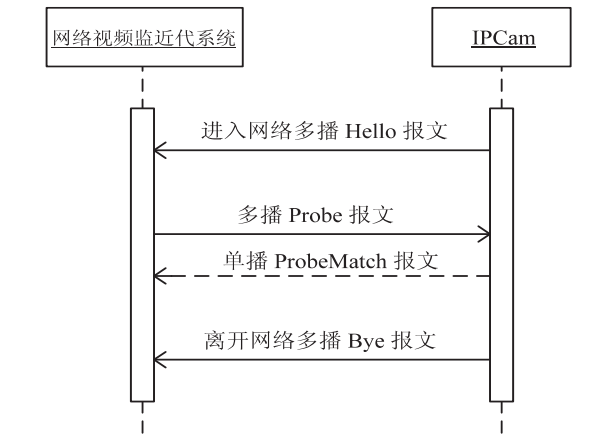 网络视频监近代系统
IPCam
进入网络多播 Hello 报文
多播 Probe 报文
单播 ProbeMatch 报文
离开网络多播 Bye 报文